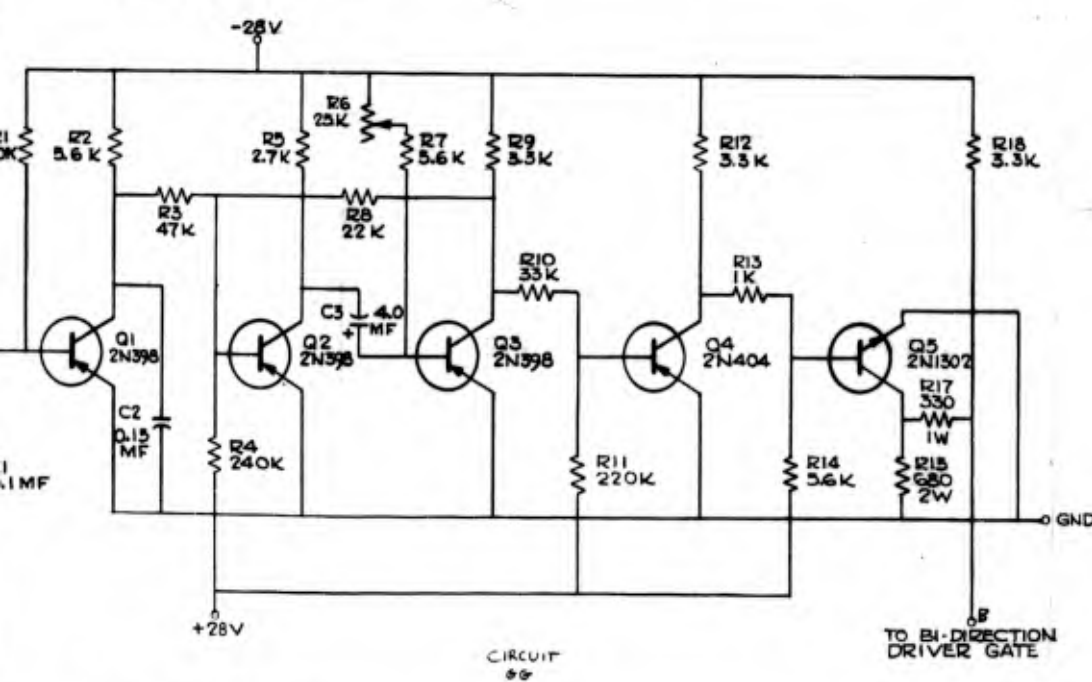 -28V
R2
5.6K
R5
2.7K
R6
25K
R7
5.6K
R9
3.3K
R12
3.3K
R18
3.3K
R3
47K
R8
22K
R10
33K
R13
1K
C3
4.0
MF
+
Q1
2N398
Q2
2N398
Q3
2N398
Q4
2N404
Q5
2N1302
R17
330
1W
C2
0.15
MF
R4
240K
R11
220K
R14
5.6K
R15
680
2W
.1MF
GND
+28V
B
TO BI-DIRECTION
DRIVER GATE
CIRCUIT
GG